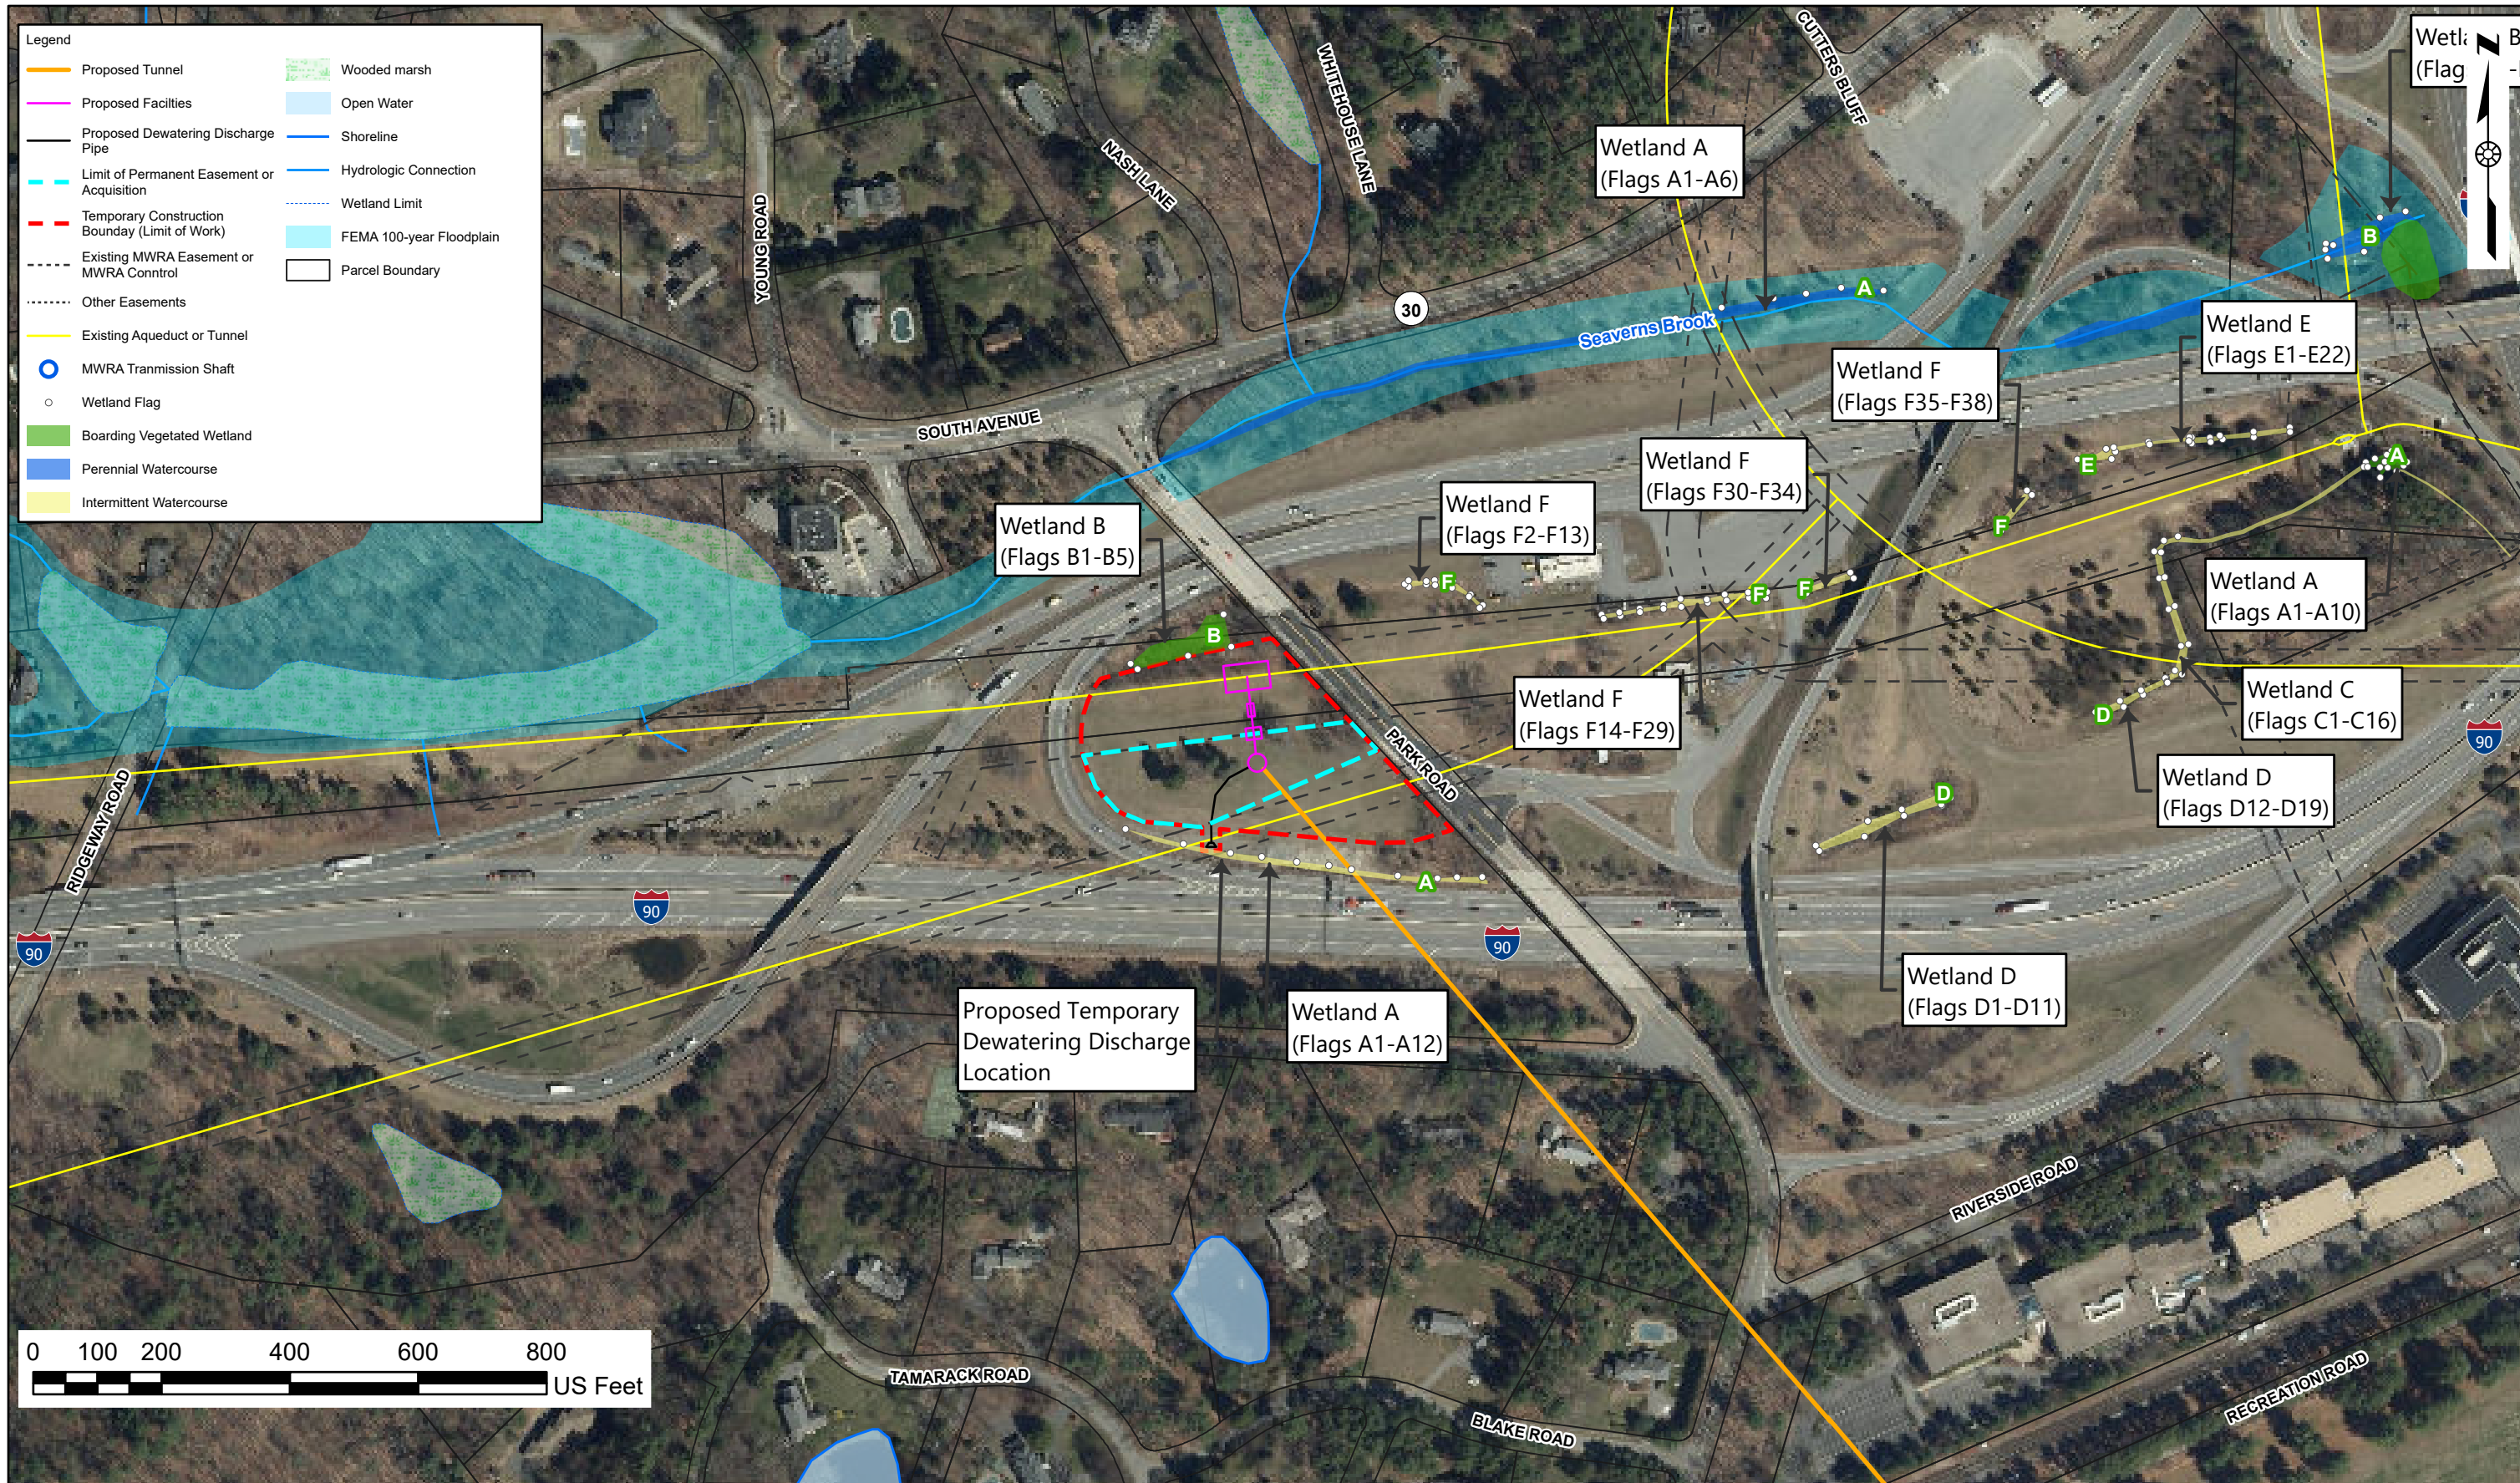 Legend
Proposed Tunnel
Proposed Facilties
Proposed Dewatering Discharge
Pipe
Limit of Permanent Easement or
Acquisition
Temporary Construction
Bounday (Limit of Work)
Existing MWRA Easement or
MWRA Conntrol
Other Easements
Existing Aqueduct or Tunnel
MWRA Tranmission Shaft
Wetland Flag
Boarding Vegetated Wetland
Perennial Watercourse
Intermittent Watercourse
Wooded marsh
Open Water
Shoreline
Hydrologic Connection
Wetland Limit
FEMA 100-year Floodplain
Parcel Boundary
YOUNG ROAD
NASH LANE
WHITEHOUSE LANE
CUTTERS BLUFF
N
B
Wetland A
(Flags A1-A6)
30
A
Seaverns Brook
Wetland E
(Flags E1-E22)
Wetland F
(Flags F35-F38)
SOUTH AVENUE
Wetland F
(Flags F30-F34)
E
A
Wetland F
(Flags F2-F13)
Wetland B
(Flags B1-B5)
F
F
F
F
B
Wetland A
(Flags A1-A10)
Wetland F
(Flags F14-F29)
Wetland C
(Flags C1-C16)
D
90
PARK ROAD
Wetland D
(Flags D12-D19)
D
RIDGEWAY ROAD
A
90
90
90
Wetland D
(Flags D1-D11)
Proposed Temporary
Dewatering Discharge
Location
Wetland A
(Flags A1-A12)
RIVERSIDE ROAD
TAMARACK ROAD
BLAKE ROAD
RECREATION ROAD
0 100 200 400 600 800
US Feet